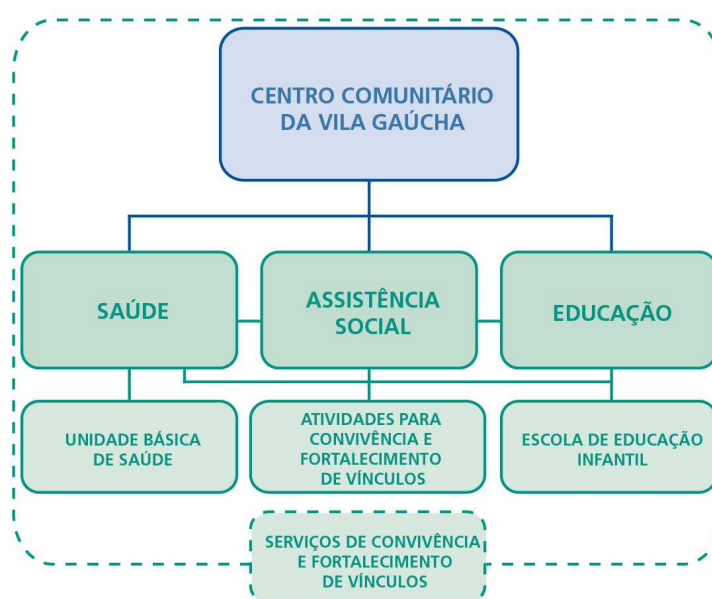 CENTRO COMUNITÁRIO
DA VILA GAÚCHA
SAÚDE
ASSISTÊNCIA
SOCIAL
EDUCAÇÃO
UNIDADE BÁSICA
DE SAÚDE
ATIVIDADES PARA
CONVIVÊNCIA E
FORTALECIMENTO
DE VÍNCULOS
ESCOLA DE EDUCAÇÃO
INFANTIL
SERVIÇOS DE CONVIVÊNCIA
E FORTALECIMENTO
DE VÍNCULOS